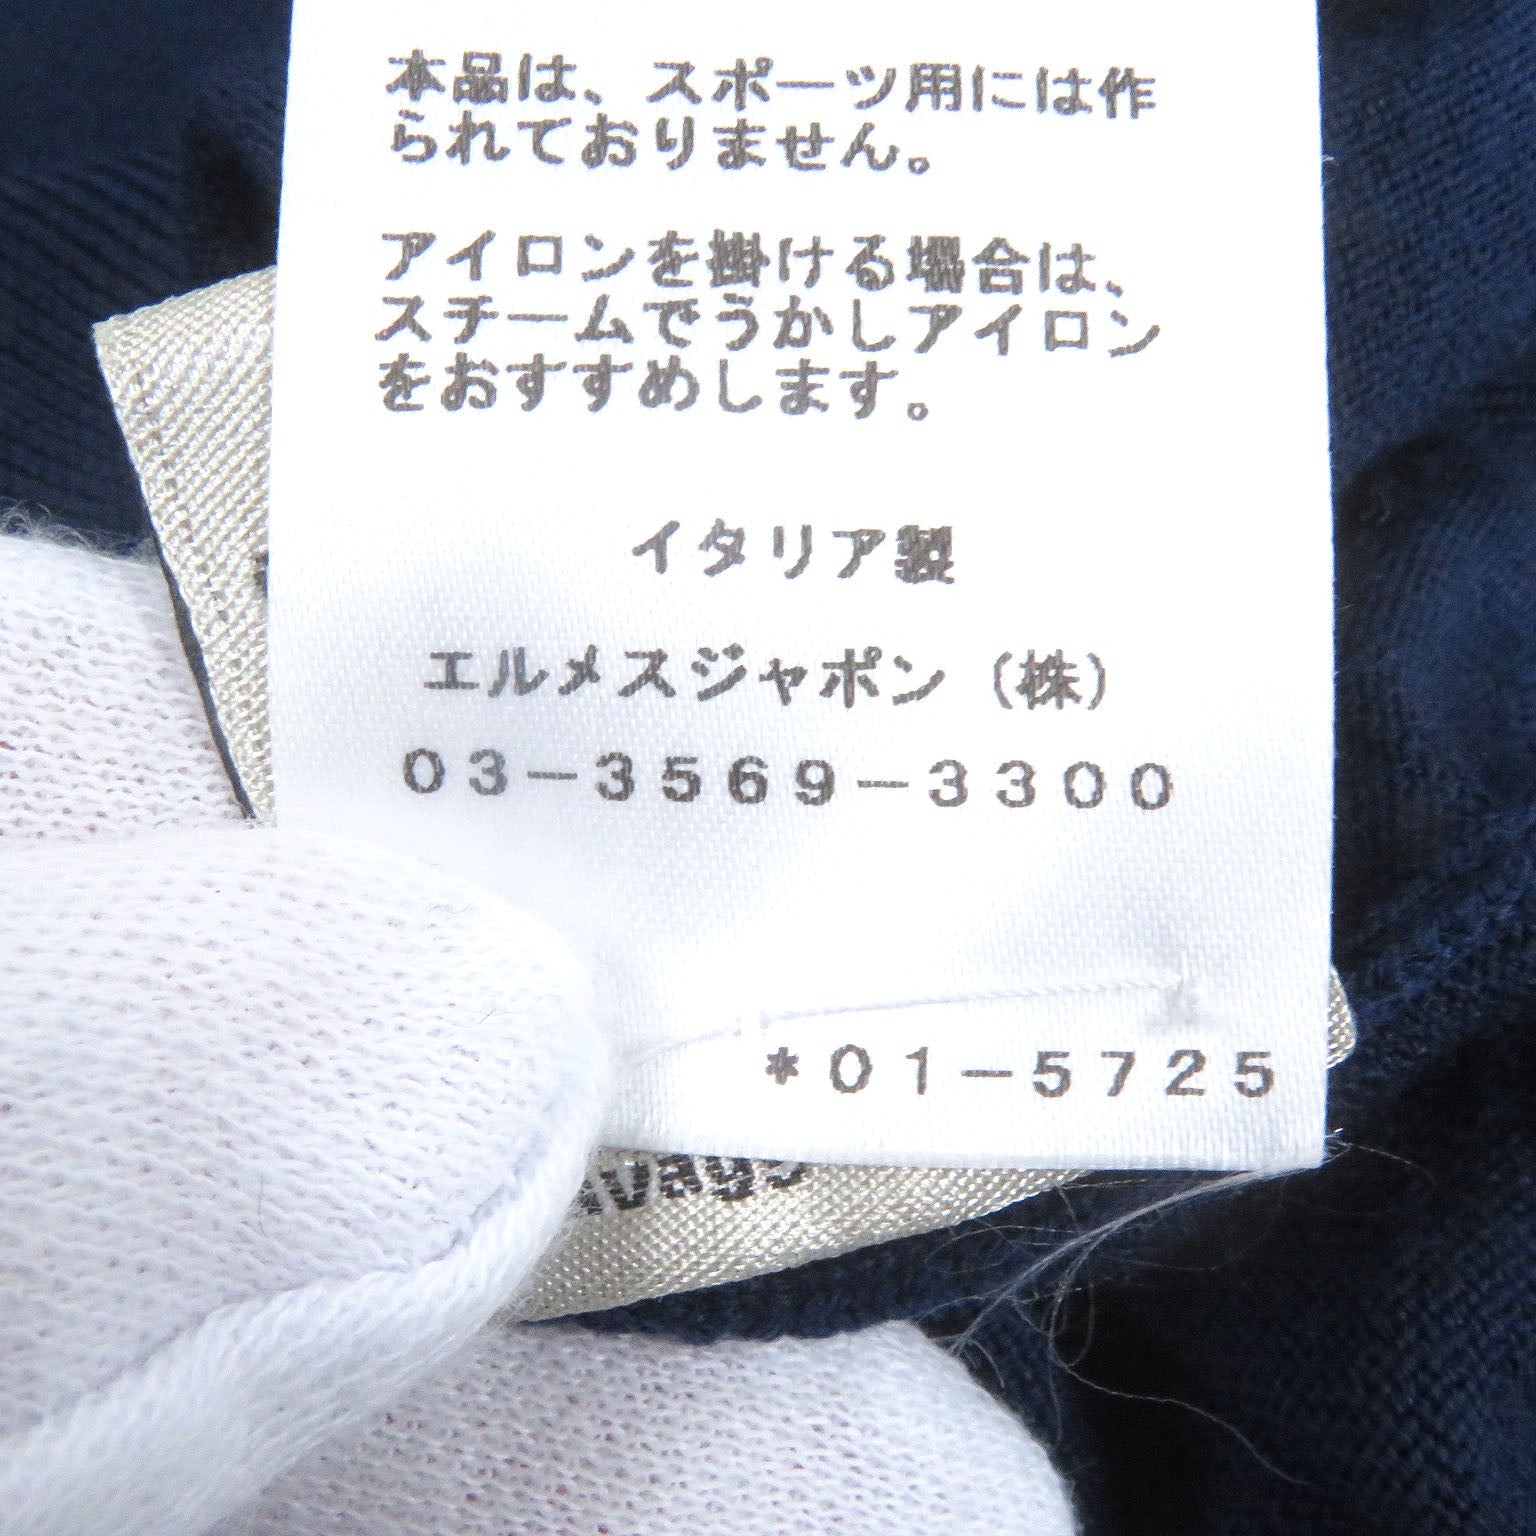 本品は、スポーツ用には作
られておりません。
アイロンを掛ける場合は、
スチームでうかしアイロン
をおすすめします。
イタリア製
エルメスジャポン（株）
03-3569-3300
*01-5725